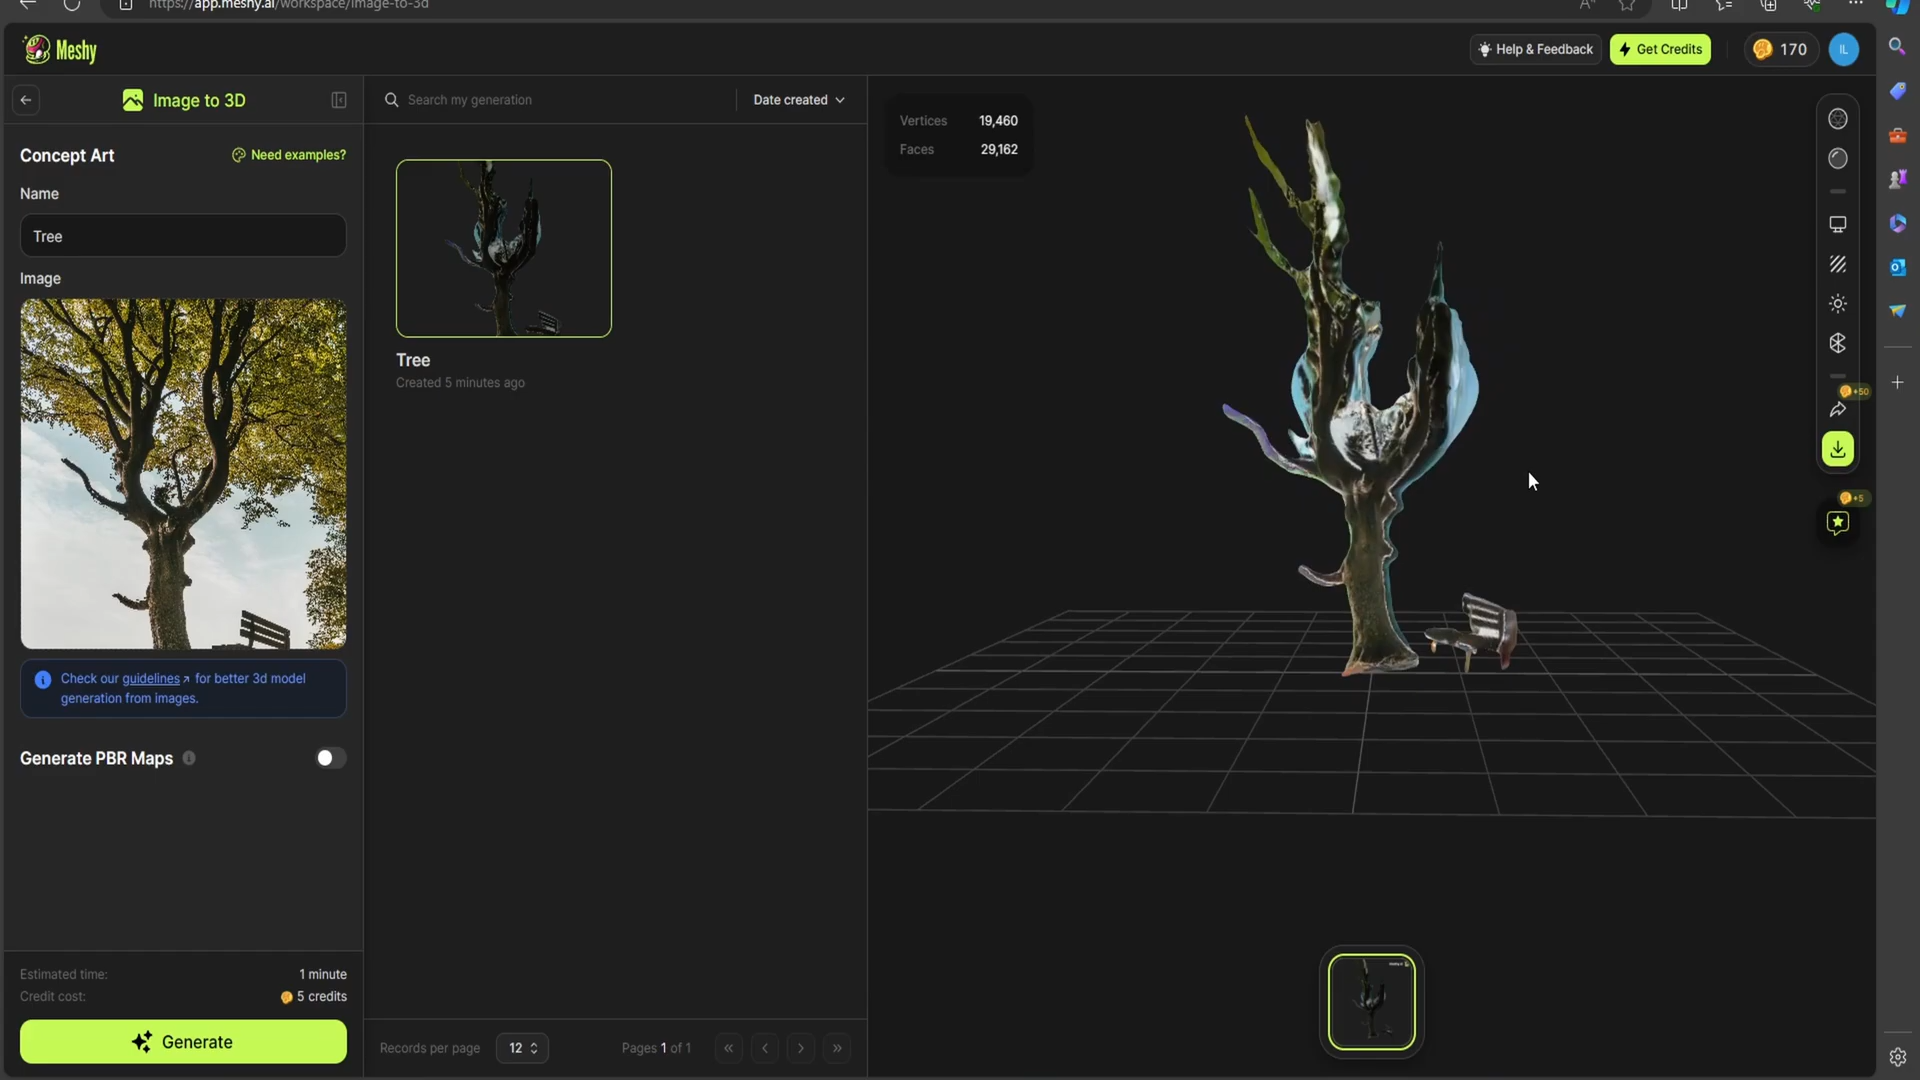 https://app.meshy.ai/workspace/image-to-3d
Meshy
Help & Feedback
Get Credits
170
IL
Image to 3D
Search my generation
Date created
Vertices 19,460
Faces 29,162
Concept Art
Need examples?
Name
Tree
Image
Tree
Created 5 minutes ago
+50
+5
Check our guidelines for better 3d model
generation from images.
Generate PBR Maps
Estimated time: 1 minute
Credit cost: 5 credits
Generate
Records per page 12 Pages 1 of 1